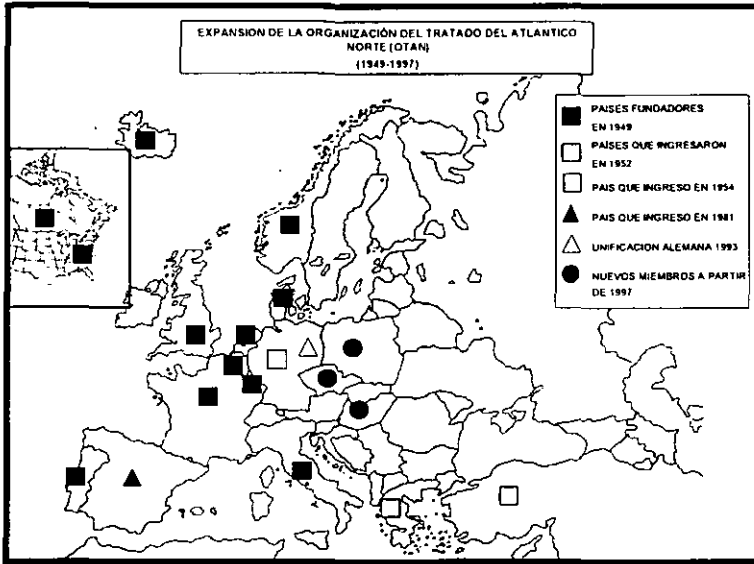 EXPANSION DE LA ORGANIZACIÓN DEL TRATADO DEL ATLANTICO
NORTE (OTAN)
(1949-1997)
PAISES FUNDADORES
EN 1949
PAÍSES QUE INGRESARON
EN 1952
PAIS QUE INGRESO EN 1954
PAIS QUE INGRESO EN 1981
UNIFICACION ALEMANA 1993
NUEVOS MIEMBROS A PARTIR
DE 1997